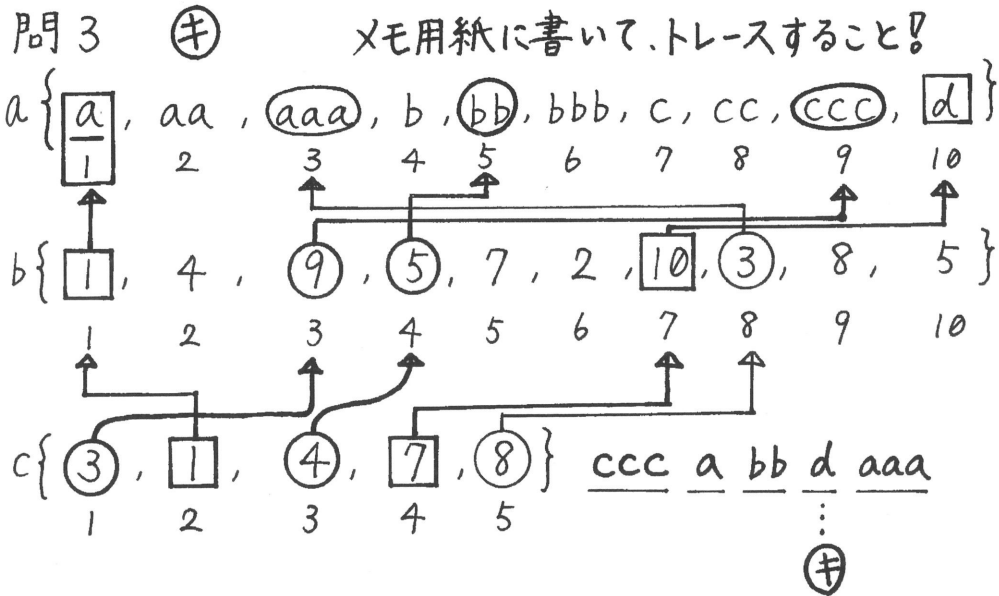 問3 キ メモ用紙に書いて、トレースすること!
a { a, aa, aaa, b, bb, bbb, c, cc, ccc, d }
1 2 3 4 5 6 7 8 9 10
b { 1, 4, 9, 5, 7, 2, 10, 3, 8, 5 }
1 2 3 4 5 6 7 8 9 10
c { 3, 1, 4, 7, 8 } ccc a bb d aaa
1 2 3 4 5
キ